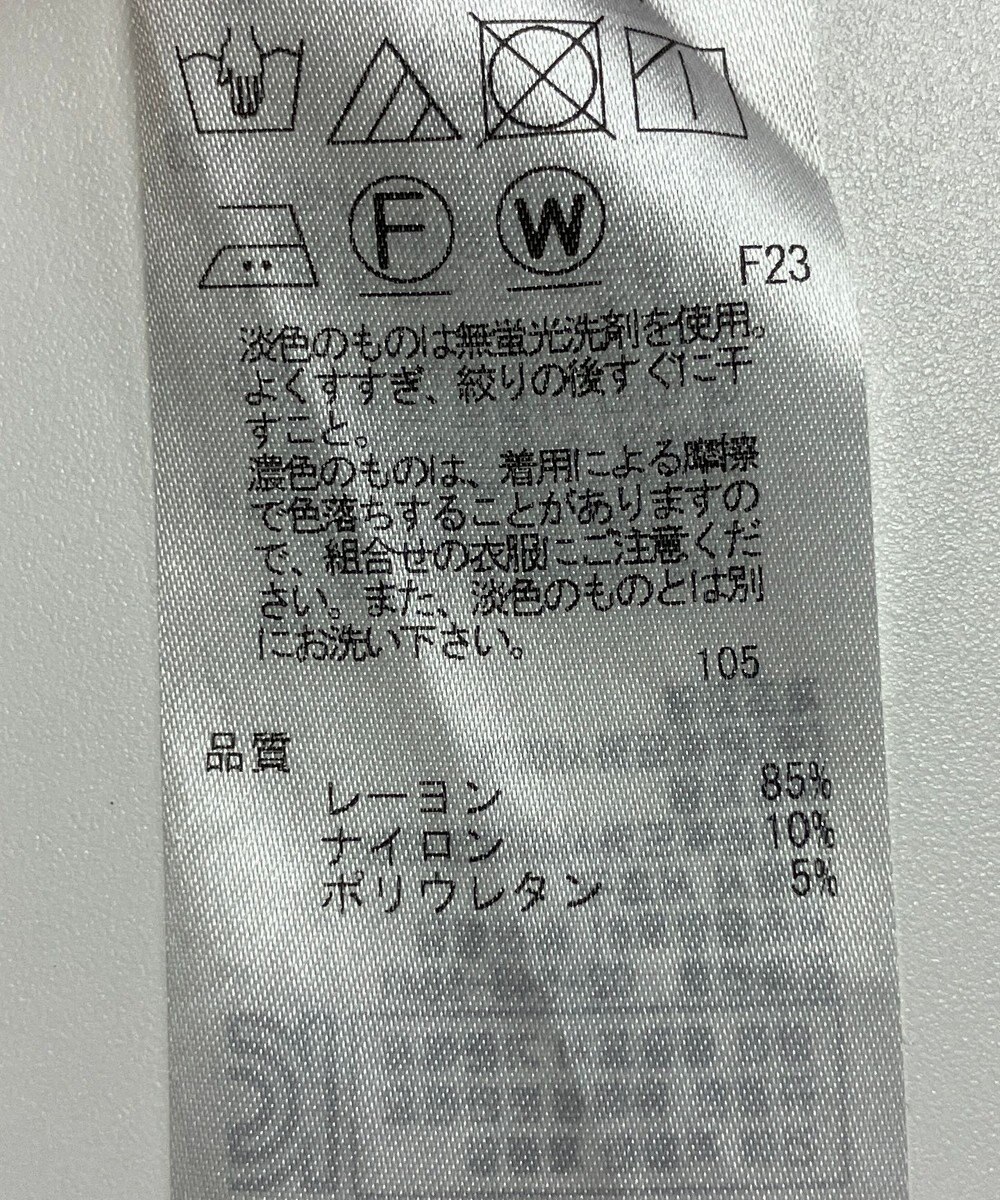 F
W
F23
淡色のものは無蛍光洗剤を使用。
よくすすぎ、絞りの後すぐに干
すこと。
濃色のものは、着用による摩擦
で色落ちすることがありますの
で、組合せの衣服にご注意くだ
さい。また、淡色のものとは別
にお洗い下さい。
105
品質
レーヨン 85%
ナイロン 10%
ポリウレタン 5%